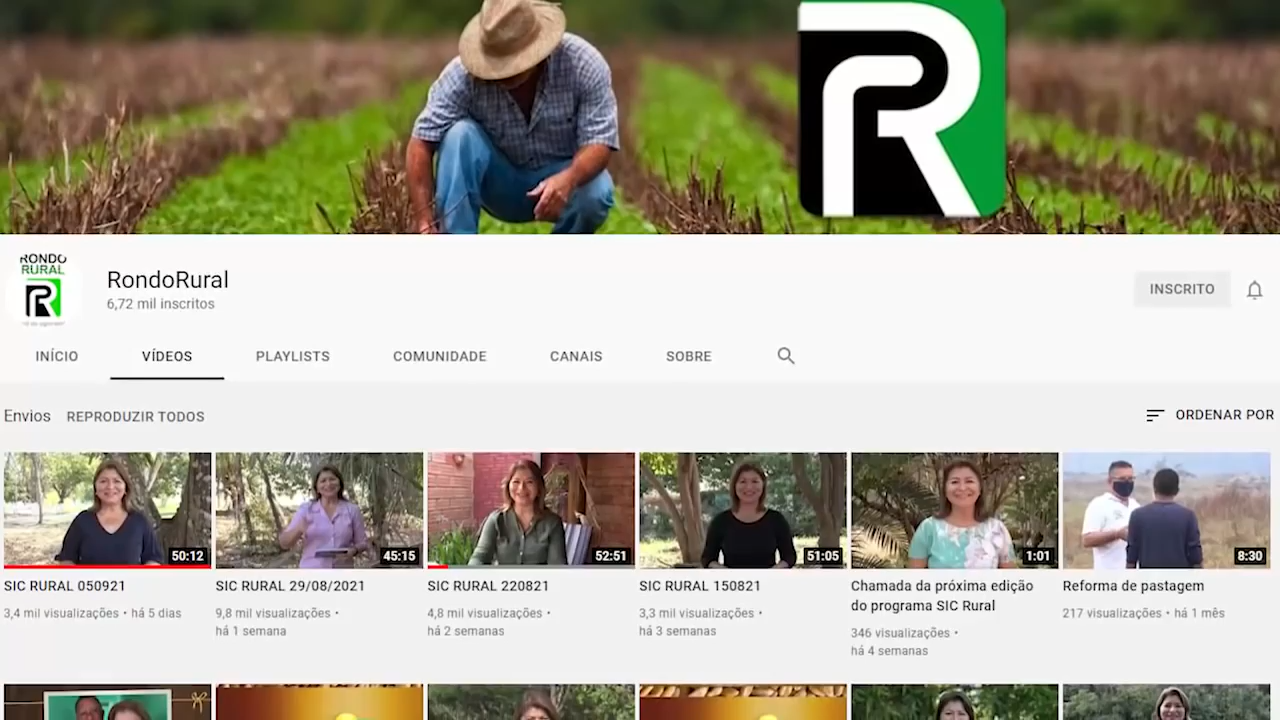 R
RONDO
RURAL
R
RondoRural
6,72 mil inscritos
INSCRITO
INÍCIO
VÍDEOS
PLAYLISTS
COMUNIDADE
CANAIS
SOBRE
Envios
REPRODUZIR TODOS
ORDENAR POR
50:12
45:15
52:51
51:05
1:01
8:30
SIC RURAL 050921
3,4 mil visualizações • há 5 dias
SIC RURAL 29/08/2021
9,8 mil visualizações •
há 1 semana
SIC RURAL 220821
4,8 mil visualizações •
há 2 semanas
SIC RURAL 150821
3,3 mil visualizações •
há 3 semanas
Chamada da próxima edição
do programa SIC Rural
346 visualizações •
há 4 semanas
Reforma de pastagem
217 visualizações • há 1 mês